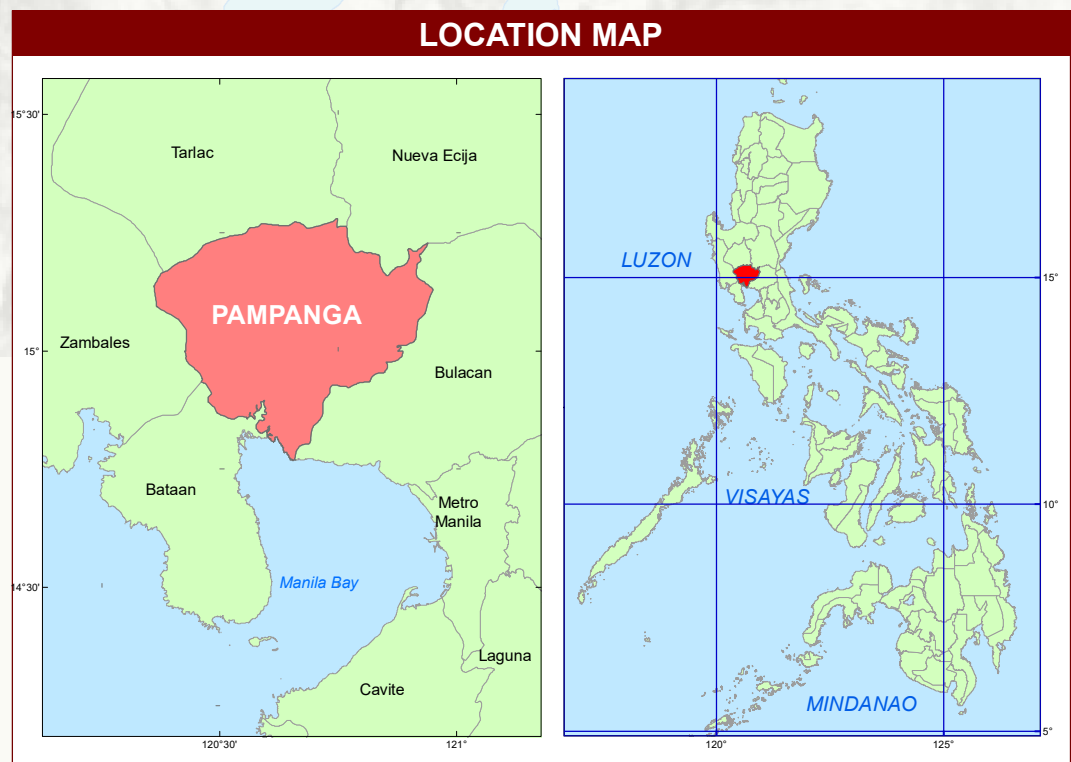 LOCATION MAP
15°30'
Tarlac
Nueva Ecija
PAMPANGA
Zambales
15°
Bulacan
Bataan
Metro
Manila
14°30'
Manila Bay
Laguna
Cavite
120°30'
121°
LUZON
15°
VISAYAS
10°
MINDANAO
5°
120°
125°